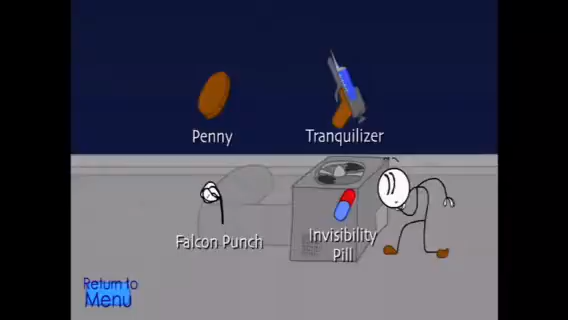 Penny
Tranquilizer
Falcon Punch
Invisibility
Pill
Return to
Menu